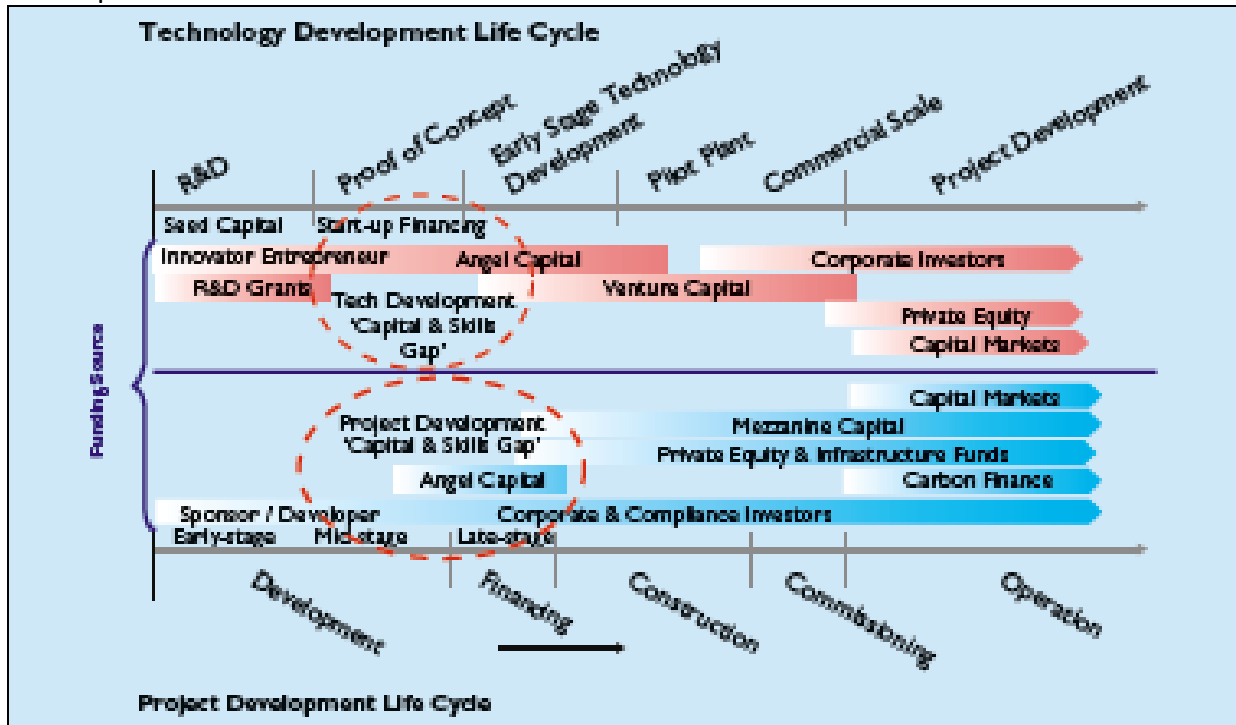 Technology Development Life Cycle
R&D
Proof of Concept
Early Stage Technology
Development
Pilot Plant
Commercial Scale
Project Development
Seed Capital
Start-up Financing
Innovator Entrepreneur
Angel Capital
Corporate Investors
R&D Grants
Venture Capital
Tech Development
'Capital & Skills
Gap'
Private Equity
Capital Markets
Funding Source
Capital Markets
Project Development
'Capital & Skills Gap'
Mezzanine Capital
Private Equity & Infrastructure Funds
Angel Capital
Carbon Finance
Sponsor / Developer
Corporate & Compliance Investors
Early-stage
Mid-stage
Late-stage
Development
Financing
Construction
Commissioning
Operation
Project Development Life Cycle